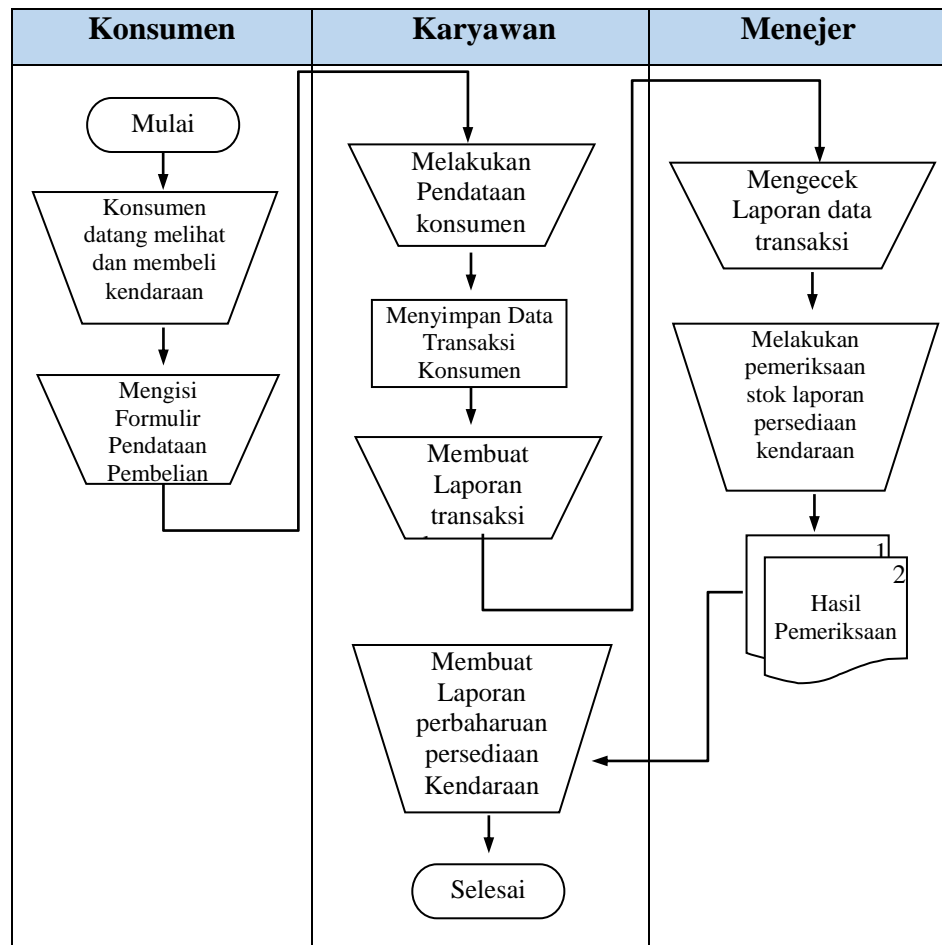 Konsumen
Karyawan
Menejer
Mulai
Konsumen
datang melihat
dan membeli
kendaraan
Mengisi
Formulir
Pendataan
Pembelian
Melakukan
Pendataan
konsumen
Menyimpan Data
Transaksi
Konsumen
Membuat
Laporan
transaksi
Mengecek
Laporan data
transaksi
Melakukan
pemeriksaan
stok laporan
persediaan
kendaraan
1
2
Hasil
Pemeriksaan
Membuat
Laporan
perbaharuan
persediaan
Kendaraan
Selesai